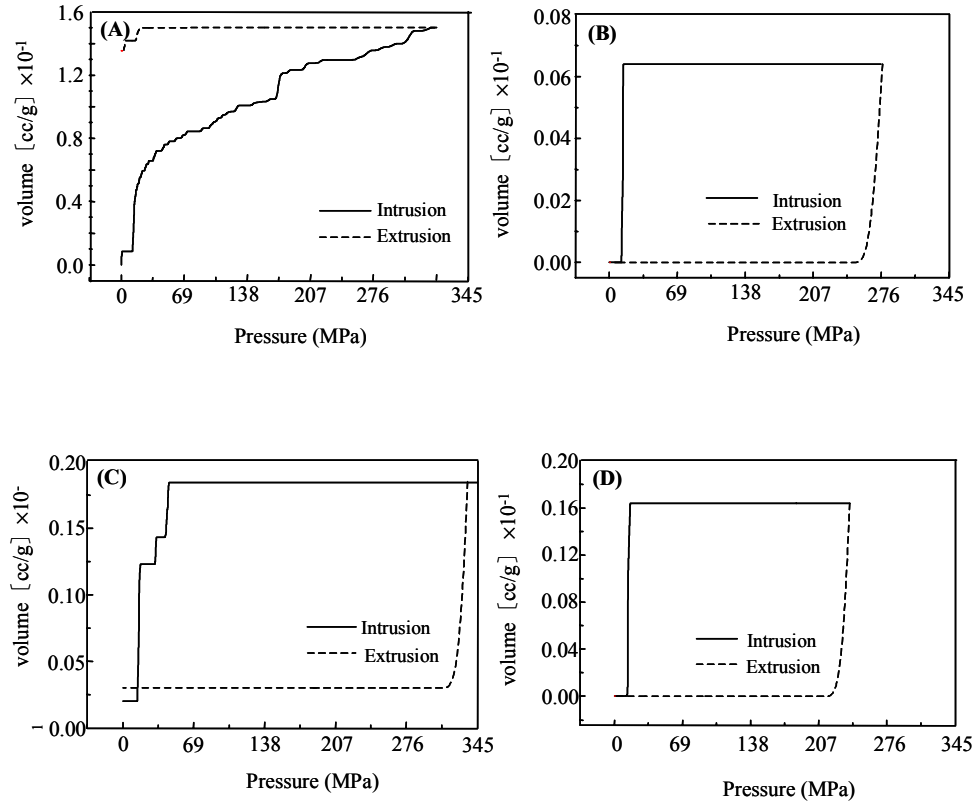 (A)
volume [cc/g] ×10⁻¹
1.6
1.2
0.8
0.4
0.0
Intrusion
Extrusion
0 69 138 207 276 345
Pressure (MPa)
(B)
volume [cc/g] ×10⁻¹
0.08
0.06
0.04
0.02
0.00
Intrusion
Extrusion
0 69 138 207 276 345
Pressure (MPa)
(C)
volume [cc/g] ×10⁻
0.20
0.15
0.10
0.05
0.00
Intrusion
Extrusion
0 69 138 207 276 345
Pressure (MPa)
(D)
volume [cc/g] ×10⁻¹
0.20
0.16
0.12
0.08
0.04
0.00
Intrusion
Extrusion
0 69 138 207 276 345
Pressure (MPa)